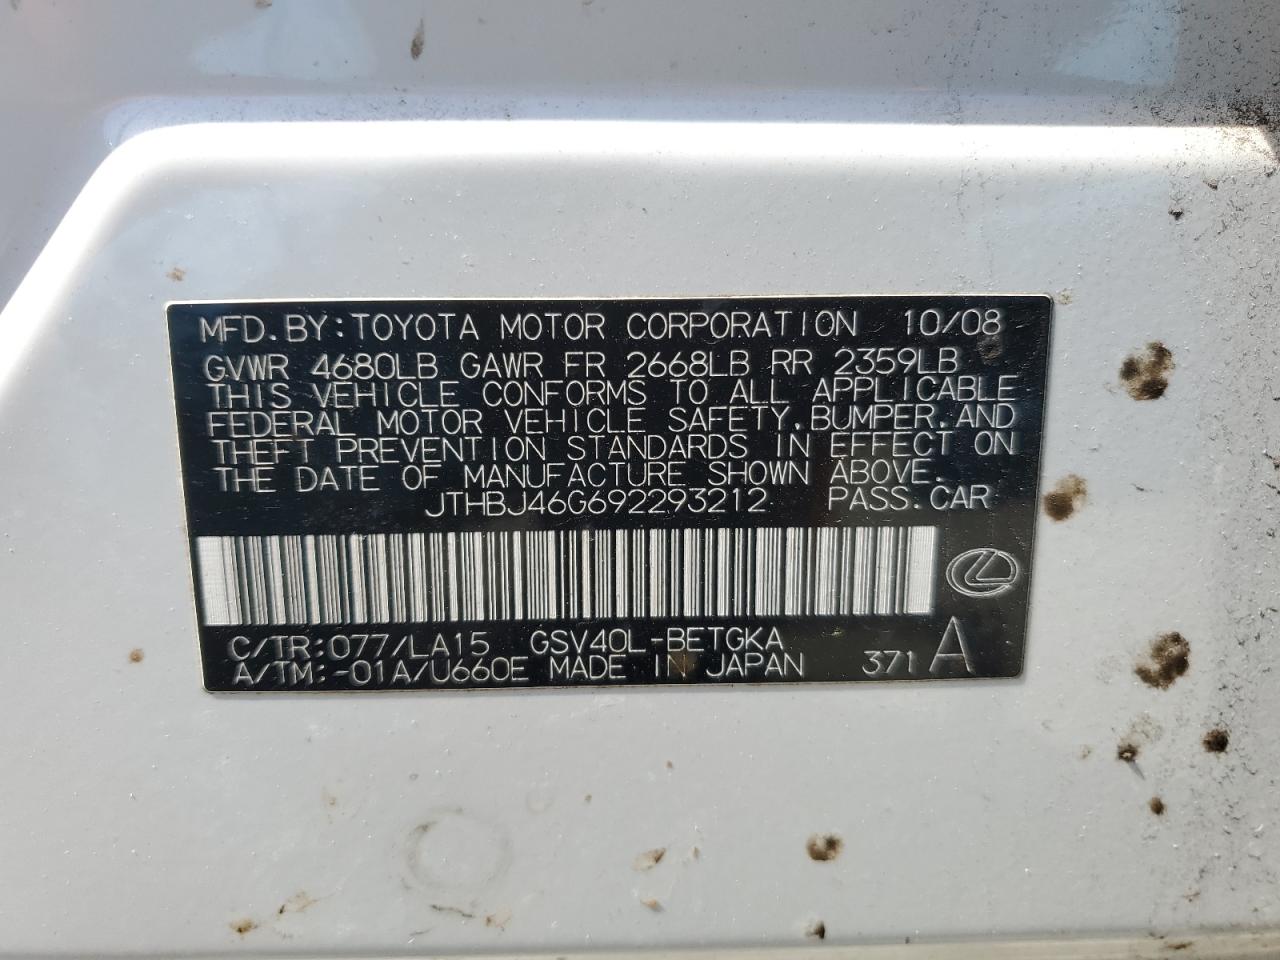 MFD. BY: TOYOTA MOTOR CORPORATION 10/08
GVWR 4680LB GAWR FR 2668LB RR 2359LB
THIS VEHICLE CONFORMS TO ALL APPLICABLE
FEDERAL MOTOR VEHICLE SAFETY, BUMPER, AND
THEFT PREVENTION STANDARDS IN EFFECT ON
THE DATE OF MANUFACTURE SHOWN ABOVE.
JTHBJ46G692293212 PASS. CAR
C/TR: 077/LA15 GSV40L-BETGKA
A/TM: -01A/U660E MADE IN JAPAN 371 A